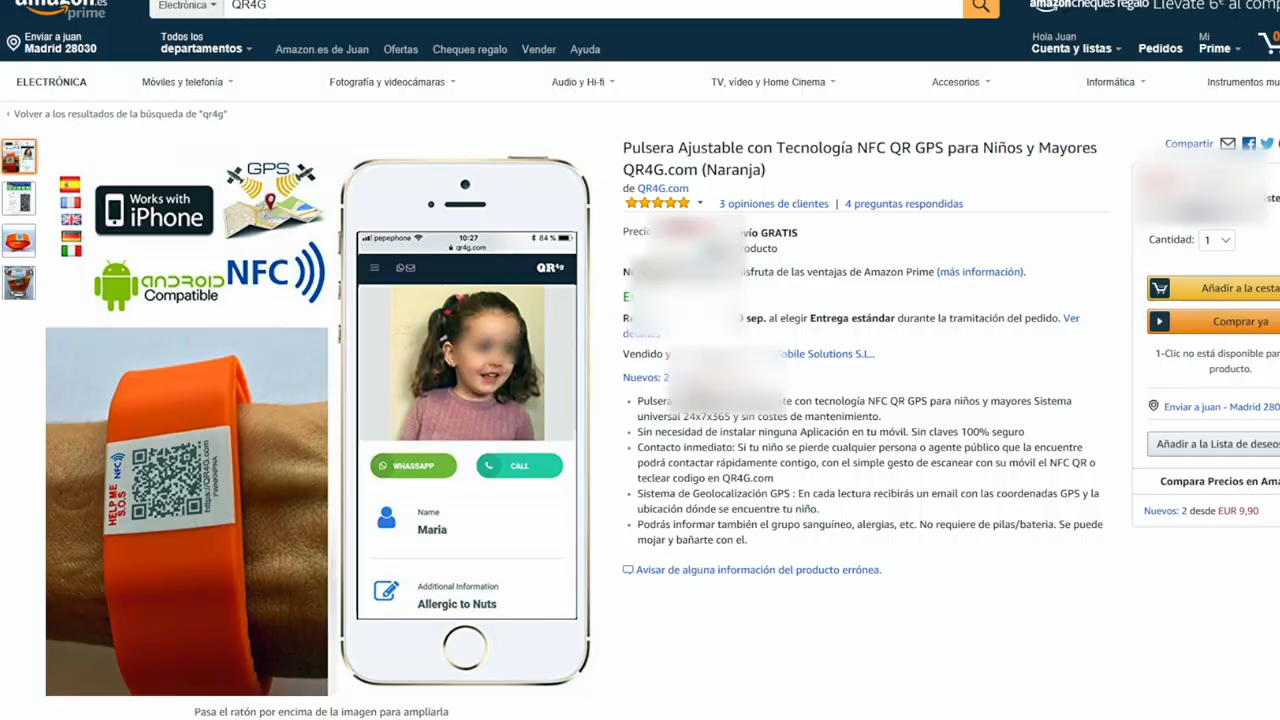 amazon.es
prime
Electrónica
QR4G
amazoncheques regalo Llévate 6€ al comp
Enviar a juan
Madrid 28030
Todos los
departamentos
Amazon.es de Juan Ofertas Cheques regalo Vender Ayuda
Hola Juan
Cuenta y listas
Pedidos
Mi
Prime
0
ELECTRÓNICA Móviles y telefonía Fotografía y videocámaras Audio y Hi-fi TV, vídeo y Home Cinema Accesorios Informática Instrumentos mu
‹ Volver a los resultados de la búsqueda de "qr4g"
Works with
iPhone
GPS
ANDROID
Compatible
NFC
HELP ME
S.O.S
NFC
https://QR4G.com
pepephone 10:27 84 %
qr4g.com
QR4g
WHASSAPP
CALL
Name
Maria
Additional Information
Allergic to Nuts
Pasa el ratón por encima de la imagen para ampliarla
Pulsera Ajustable con Tecnología NFC QR GPS para Niños y Mayores
QR4G.com (Naranja)
de QR4G.com
3 opiniones de clientes | 4 preguntas respondidas
Precio
vío GRATIS
oducto
isfruta de las ventajas de Amazon Prime (más información).
sep. al elegir Entrega estándar durante la tramitación del pedido. Ver
Vendido y obile Solutions S.L..
Nuevos: 2
Pulsera te con tecnología NFC QR GPS para niños y mayores Sistema
universal 24x7x365 y sin costes de mantenimiento.
Sin necesidad de instalar ninguna Aplicación en tu móvil. Sin claves 100% seguro
Contacto inmediato: Si tu niño se pierde cualquier persona o agente público que la encuentre
podrá contactar rápidamente contigo, con el simple gesto de escanear con su móvil el NFC QR o
teclear codigo en QR4G.com
Sistema de Geolocalización GPS : En cada lectura recibirás un email con las coordenadas GPS y la
ubicación dónde se encuentre tu niño.
Podrás informar también el grupo sanguíneo, alergias, etc. No requiere de pilas/bateria. Se puede
mojar y bañarte con el.
Avisar de alguna información del producto errónea.
Compartir
Cantidad: 1
Añadir a la cesta
Comprar ya
1-Clic no está disponible par
producto.
Enviar a juan - Madrid 280
Añadir a la Lista de deseos
Compara Precios en Ama
Nuevos: 2 desde EUR 9,90